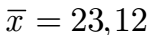 x̅ = 23,12